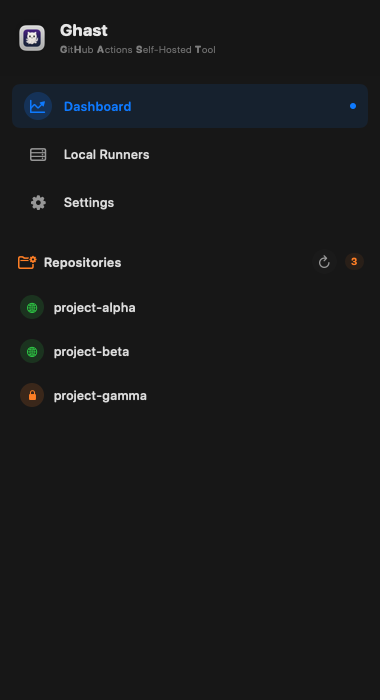 Ghast
GitHub Actions Self-Hosted Tool
Dashboard
Local Runners
Settings
Repositories 3
project-alpha
project-beta
project-gamma